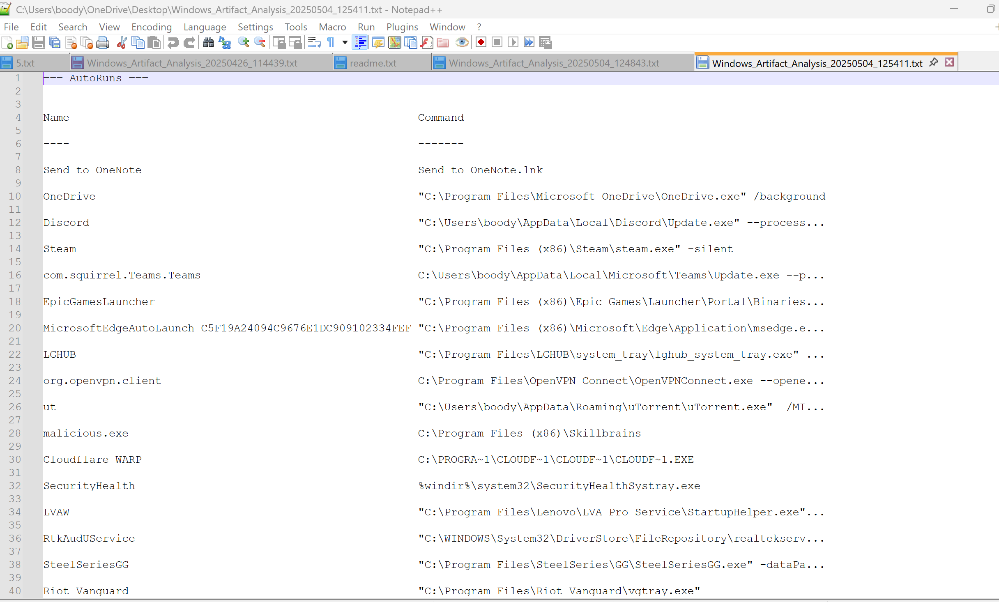 C:\Users\boody\OneDrive\Desktop\Windows_Artifact_Analysis_20250504_125411.txt - Notepad++
File Edit Search View Encoding Language Settings Tools Macro Run Plugins Window ?
5.txt Windows_Artifact_Analysis_20250426_114439.txt readme.txt Windows_Artifact_Analysis_20250504_124843.txt Windows_Artifact_Analysis_20250504_125411.txt
1 === AutoRuns ===
2
3
4 Name Command
5
6 ---- -------
7
8 Send to OneNote Send to OneNote.lnk
9
10 OneDrive "C:\Program Files\Microsoft OneDrive\OneDrive.exe" /background
11
12 Discord "C:\Users\boody\AppData\Local\Discord\Update.exe" --process...
13
14 Steam "C:\Program Files (x86)\Steam\steam.exe" -silent
15
16 com.squirrel.Teams.Teams C:\Users\boody\AppData\Local\Microsoft\Teams\Update.exe --p...
17
18 EpicGamesLauncher "C:\Program Files (x86)\Epic Games\Launcher\Portal\Binaries...
19
20 MicrosoftEdgeAutoLaunch_C5F19A24094C9676E1DC909102334FEF "C:\Program Files (x86)\Microsoft\Edge\Application\msedge.e...
21
22 LGHUB "C:\Program Files\LGHUB\system_tray\lghub_system_tray.exe" ...
23
24 org.openvpn.client C:\Program Files\OpenVPN Connect\OpenVPNConnect.exe --opene...
25
26 ut "C:\Users\boody\AppData\Roaming\uTorrent\uTorrent.exe"  /MI...
27
28 malicious.exe C:\Program Files (x86)\Skillbrains
29
30 Cloudflare WARP C:\PROGRA~1\CLOUDF~1\CLOUDF~1\CLOUDF~1.EXE
31
32 SecurityHealth %windir%\system32\SecurityHealthSystray.exe
33
34 LVAW "C:\Program Files\Lenovo\LVA Pro Service\StartupHelper.exe"...
35
36 RtkAudUService "C:\WINDOWS\System32\DriverStore\FileRepository\realtekserv...
37
38 SteelSeriesGG "C:\Program Files\SteelSeries\GG\SteelSeriesGG.exe" -dataPa...
39
40 Riot Vanguard "C:\Program Files\Riot Vanguard\vgtray.exe"